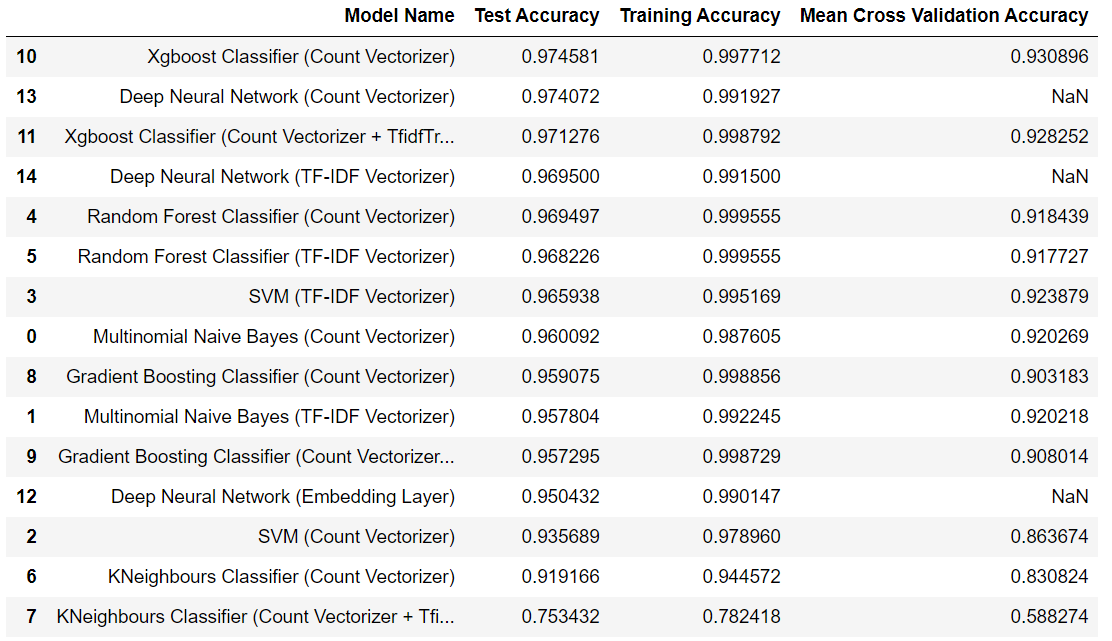 Model Name Test Accuracy Training Accuracy Mean Cross Validation Accuracy
10 Xgboost Classifier (Count Vectorizer) 0.974581 0.997712 0.930896
13 Deep Neural Network (Count Vectorizer) 0.974072 0.991927 NaN
11 Xgboost Classifier (Count Vectorizer + TfidfTr... 0.971276 0.998792 0.928252
14 Deep Neural Network (TF-IDF Vectorizer) 0.969500 0.991500 NaN
4 Random Forest Classifier (Count Vectorizer) 0.969497 0.999555 0.918439
5 Random Forest Classifier (TF-IDF Vectorizer) 0.968226 0.999555 0.917727
3 SVM (TF-IDF Vectorizer) 0.965938 0.995169 0.923879
0 Multinomial Naive Bayes (Count Vectorizer) 0.960092 0.987605 0.920269
8 Gradient Boosting Classifier (Count Vectorizer) 0.959075 0.998856 0.903183
1 Multinomial Naive Bayes (TF-IDF Vectorizer) 0.957804 0.992245 0.920218
9 Gradient Boosting Classifier (Count Vectorizer... 0.957295 0.998729 0.908014
12 Deep Neural Network (Embedding Layer) 0.950432 0.990147 NaN
2 SVM (Count Vectorizer) 0.935689 0.978960 0.863674
6 KNeighbours Classifier (Count Vectorizer) 0.919166 0.944572 0.830824
7 KNeighbours Classifier (Count Vectorizer + Tfi... 0.753432 0.782418 0.588274